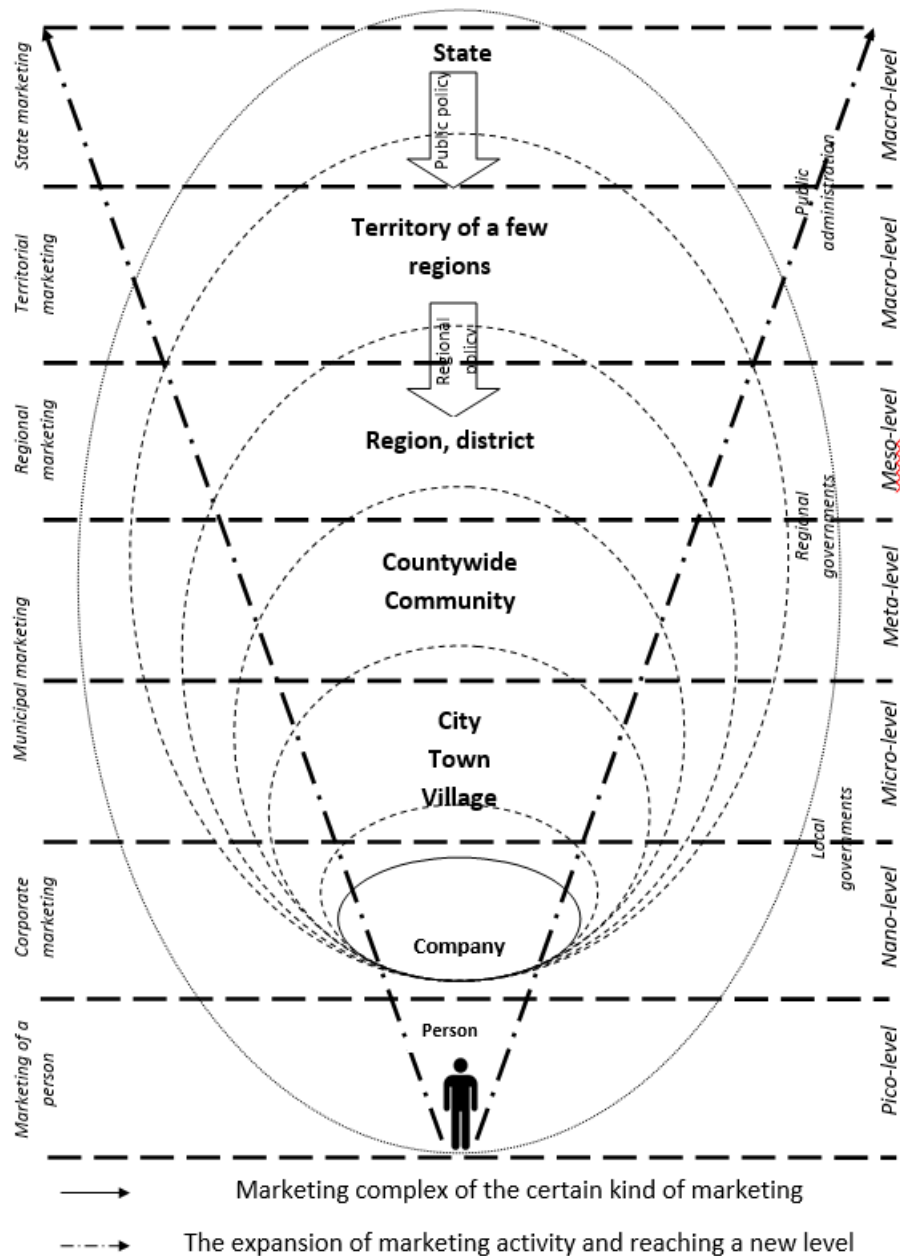 State marketing
State
Public policy
Macro-level
Public
administration
Territorial
marketing
Territory of a few
regions
Macro-level
Regional
policy
Regional
marketing
Region, district
Meso-level
Regional
governments
Municipal marketing
Countywide
Community
Meta-level
City
Town
Village
Micro-level
Local
governments
Corporate
marketing
Company
Nano-level
Marketing of a
person
Person
Pico-level
Marketing complex of the certain kind of marketing
The expansion of marketing activity and reaching a new level